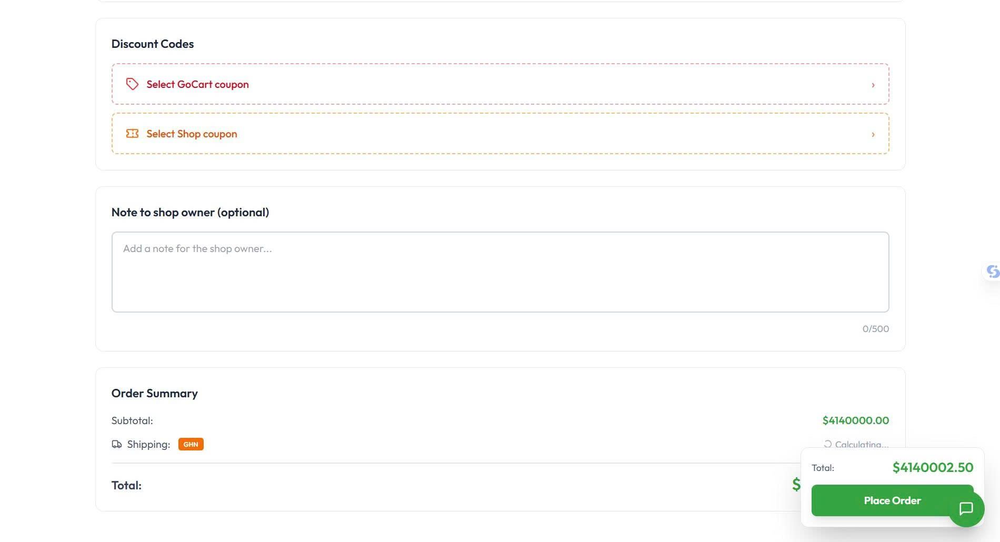 Discount Codes
Select GoCart coupon
Select Shop coupon
Note to shop owner (optional)
Add a note for the shop owner...
0/500
Order Summary
Subtotal: $4140000.00
Shipping: GHN Calculating...
Total: $
Total: $4140002.50
Place Order